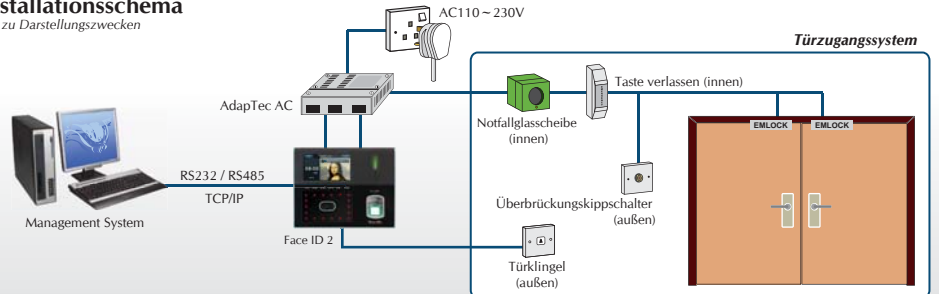 stallationsschema
zu Darstellungszwecken
AC110 ~ 230V
Türzugangssystem
AdapTec AC
Taste verlassen (innen)
Notfallglasscheibe
(innen)
EMLOCK
EMLOCK
RS232 / RS485
TCP/IP
Management System
Face ID 2
Überbrückungskippschalter
(außen)
Türklingel
(außen)